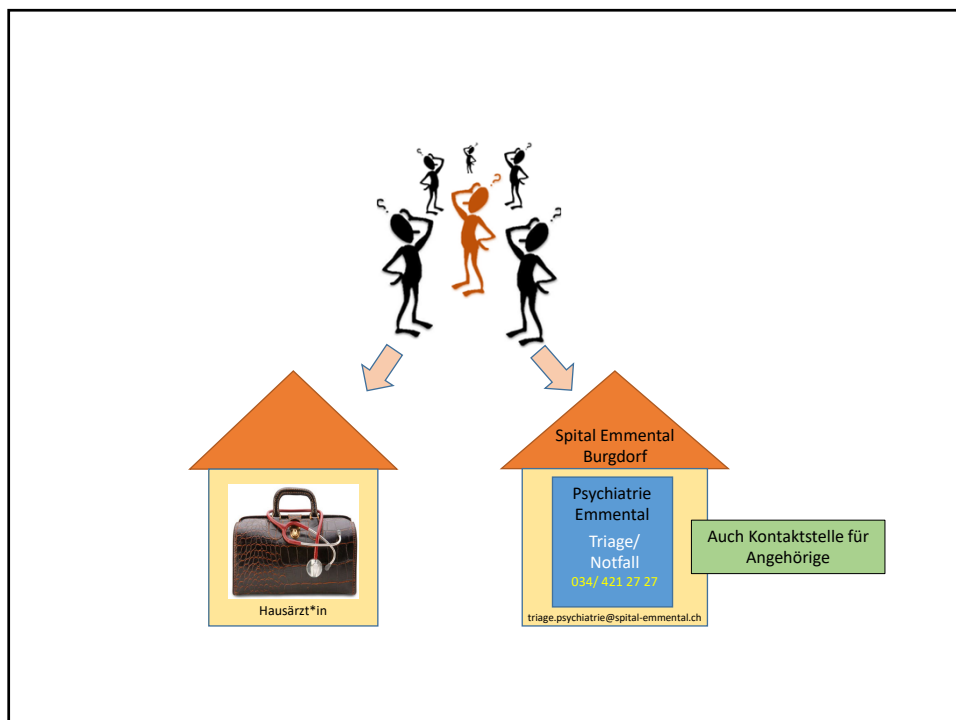 Spital Emmental
Burgdorf
Psychiatrie
Emmental
Triage/
Notfall
034/ 421 27 27
Auch Kontaktstelle für
Angehörige
Hausärzt*in
triage.psychiatrie@spital-emmental.ch